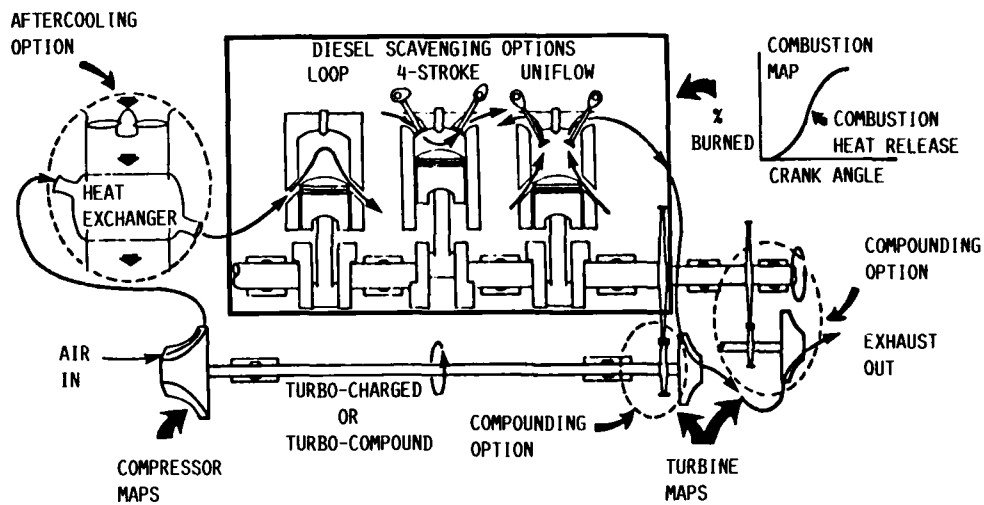 AFTERCOOLING
OPTION
DIESEL SCAVENGING OPTIONS
LOOP 4-STROKE UNIFLOW
COMBUSTION
MAP
%
BURNED
COMBUSTION
HEAT RELEASE
CRANK ANGLE
HEAT
EXCHANGER
COMPOUNDING
OPTION
AIR
IN
EXHAUST
OUT
TURBO-CHARGED
OR
TURBO-COMPOUND
COMPOUNDING
OPTION
COMPRESSOR
MAPS
TURBINE
MAPS